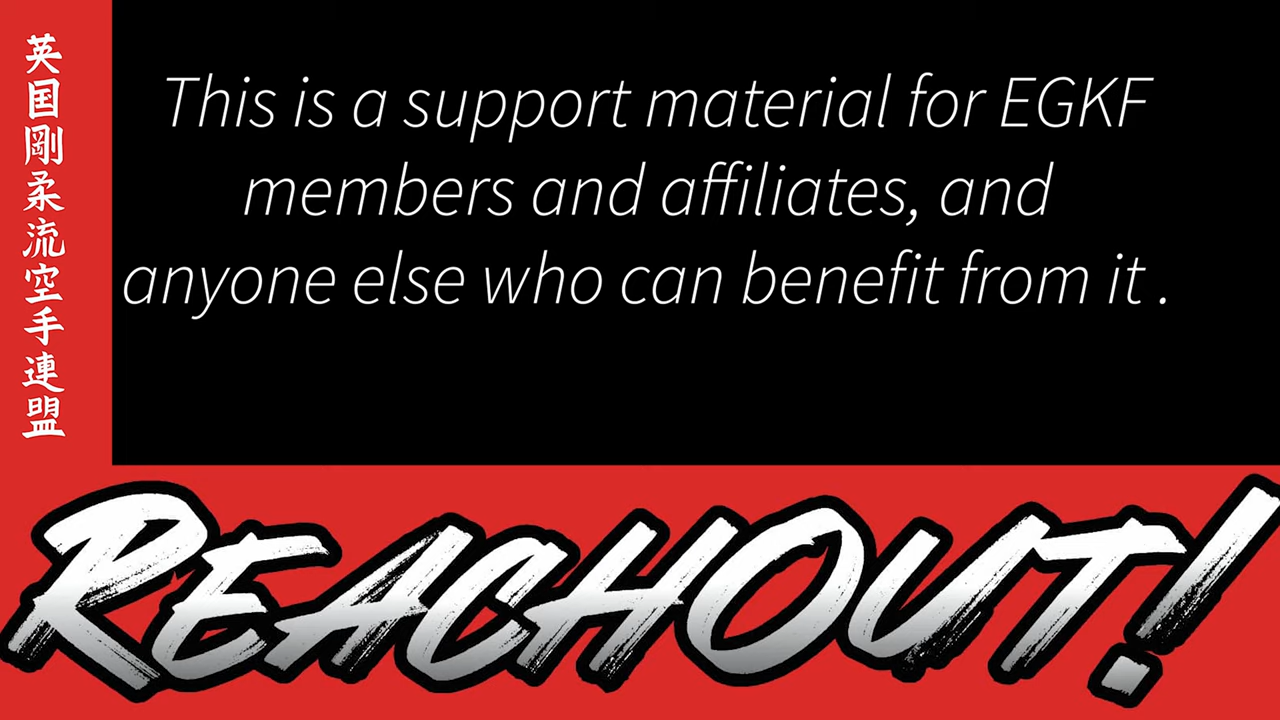 英国剛柔流空手連盟
This is a support material for EGKF
members and affiliates, and
anyone else who can benefit from it .
REACHOUT!